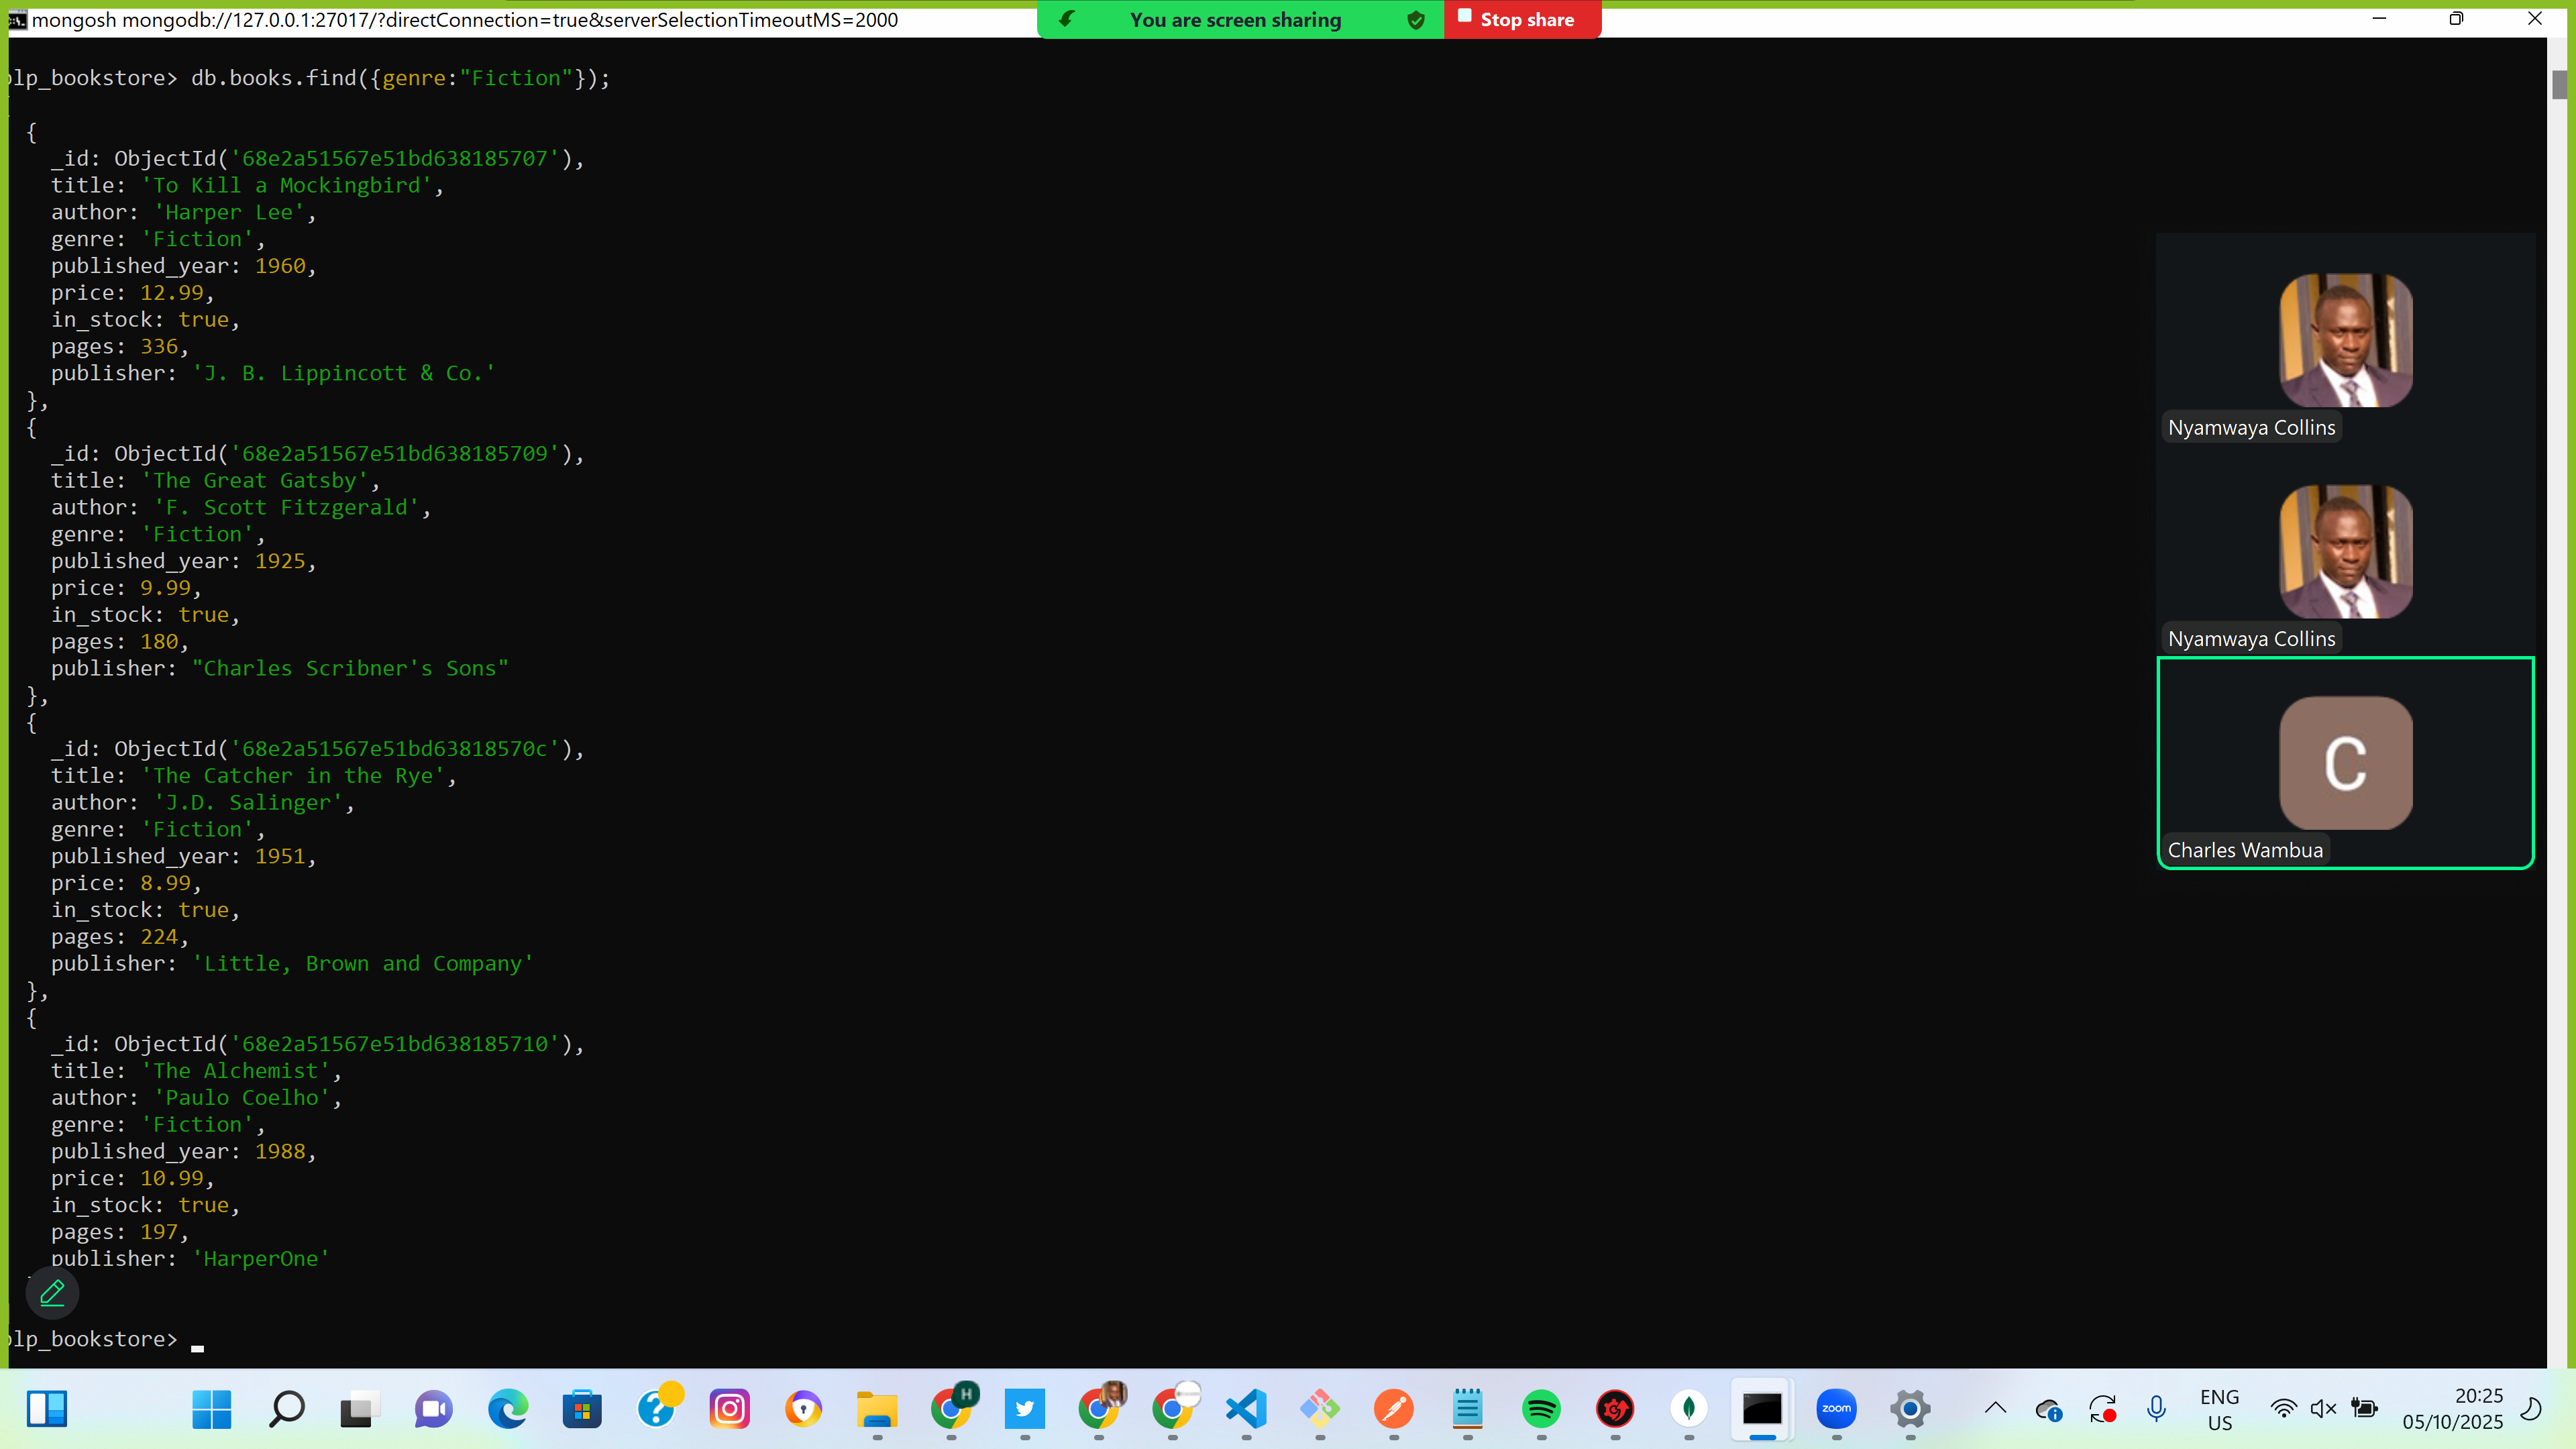 mongosh mongodb://127.0.0.1:27017/?directConnection=true&serverSelectionTimeoutMS=2000
You are screen sharing
Stop share
plp_bookstore> db.books.find({genre:"Fiction"});
{
_id: ObjectId('68e2a51567e51bd638185707'),
title: 'To Kill a Mockingbird',
author: 'Harper Lee',
genre: 'Fiction',
published_year: 1960,
price: 12.99,
in_stock: true,
pages: 336,
publisher: 'J. B. Lippincott & Co.'
},
{
_id: ObjectId('68e2a51567e51bd638185709'),
title: 'The Great Gatsby',
author: 'F. Scott Fitzgerald',
genre: 'Fiction',
published_year: 1925,
price: 9.99,
in_stock: true,
pages: 180,
publisher: "Charles Scribner's Sons"
},
{
_id: ObjectId('68e2a51567e51bd63818570c'),
title: 'The Catcher in the Rye',
author: 'J.D. Salinger',
genre: 'Fiction',
published_year: 1951,
price: 8.99,
in_stock: true,
pages: 224,
publisher: 'Little, Brown and Company'
},
{
_id: ObjectId('68e2a51567e51bd638185710'),
title: 'The Alchemist',
author: 'Paulo Coelho',
genre: 'Fiction',
published_year: 1988,
price: 10.99,
in_stock: true,
pages: 197,
publisher: 'HarperOne'
plp_bookstore>
Nyamwaya Collins
Nyamwaya Collins
C
Charles Wambua
H
zoom
ENG
US
20:25
05/10/2025